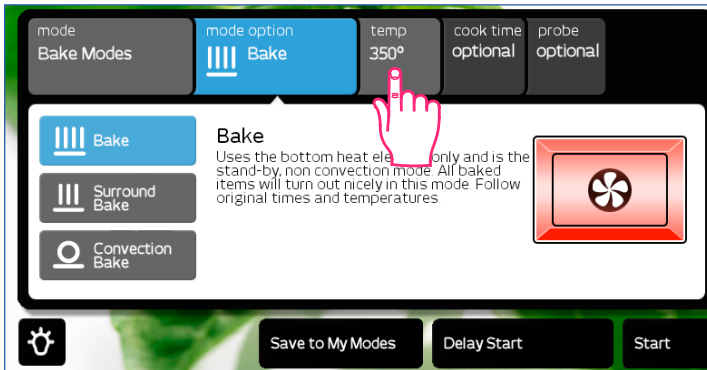 mode
Bake Modes
mode option
Bake
temp
350°
cook time
optional
probe
optional
Bake
Surround
Bake
Convection
Bake
Bake
Uses the bottom heat ele only and is the
stand-by, non convection mode. All baked
items will turn out nicely in this mode. Follow
original times and temperatures.
Save to My Modes
Delay Start
Start